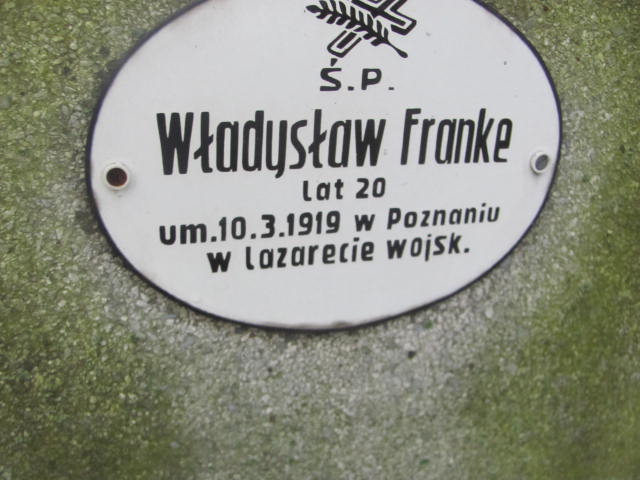 Ś.P.
Władysław Franke
Lat 20
um.10.3.1919 w Poznaniu
w Lazarecie wojsk.